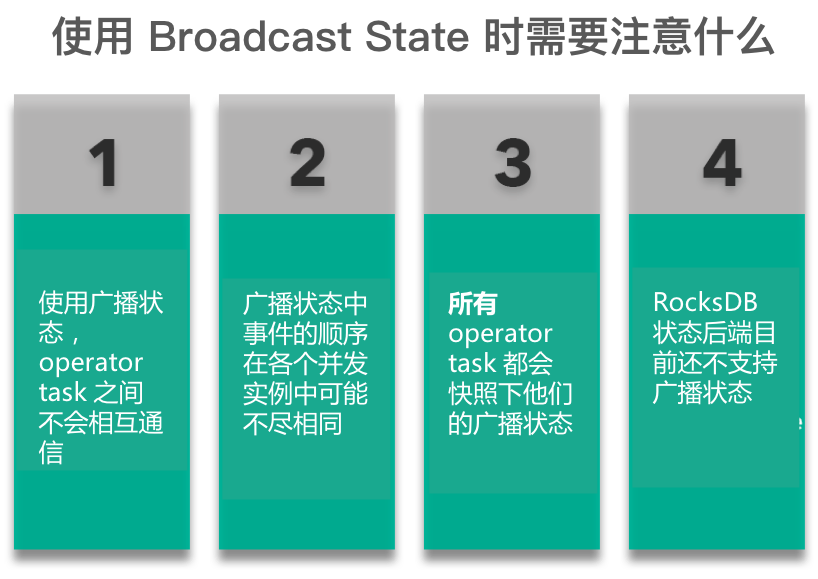 使用 Broadcast State 时需要注意什么
1
使用广播状
态，
operator
task 之间
不会相互通
信
2
广播状态中
事件的顺序
在各个并发
实例中可能
不尽相同
3
所有
operator
task 都会
快照下他们
的广播状态
4
RocksDB
状态后端目
前还不支持
广播状态
e